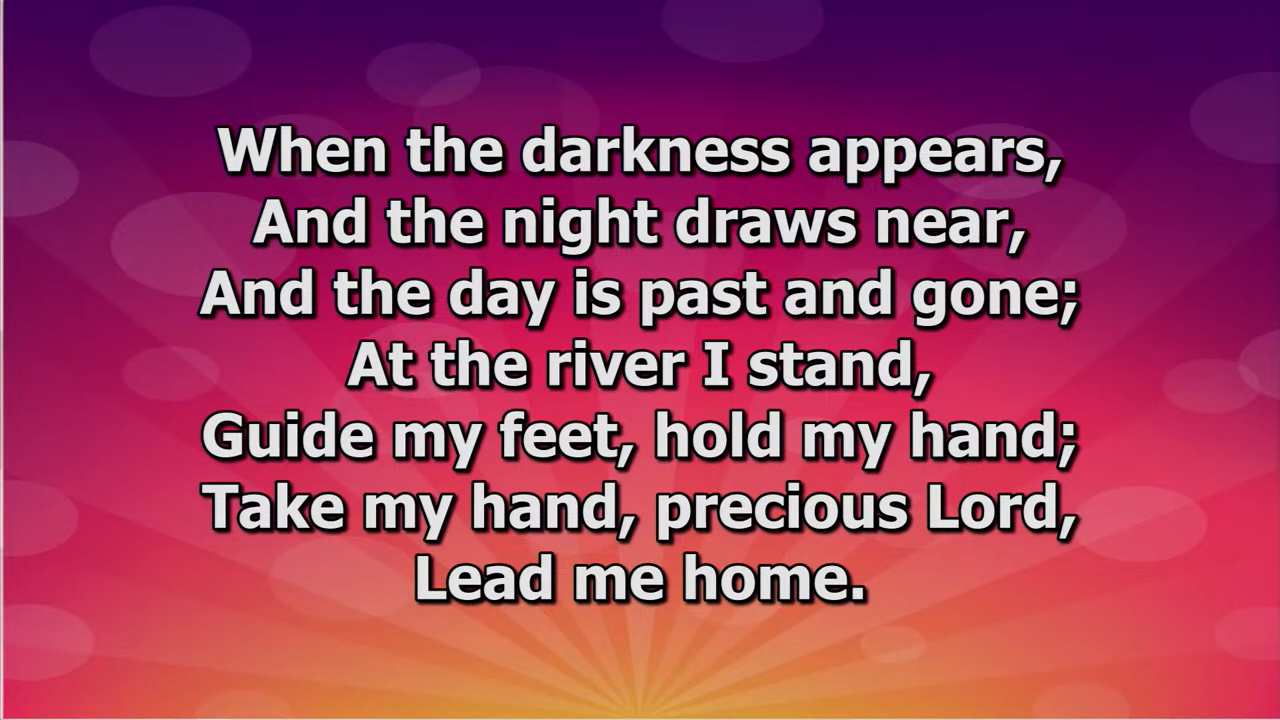 When the darkness appears,
And the night draws near,
And the day is past and gone;
At the river I stand,
Guide my feet, hold my hand;
Take my hand, precious Lord,
Lead me home.